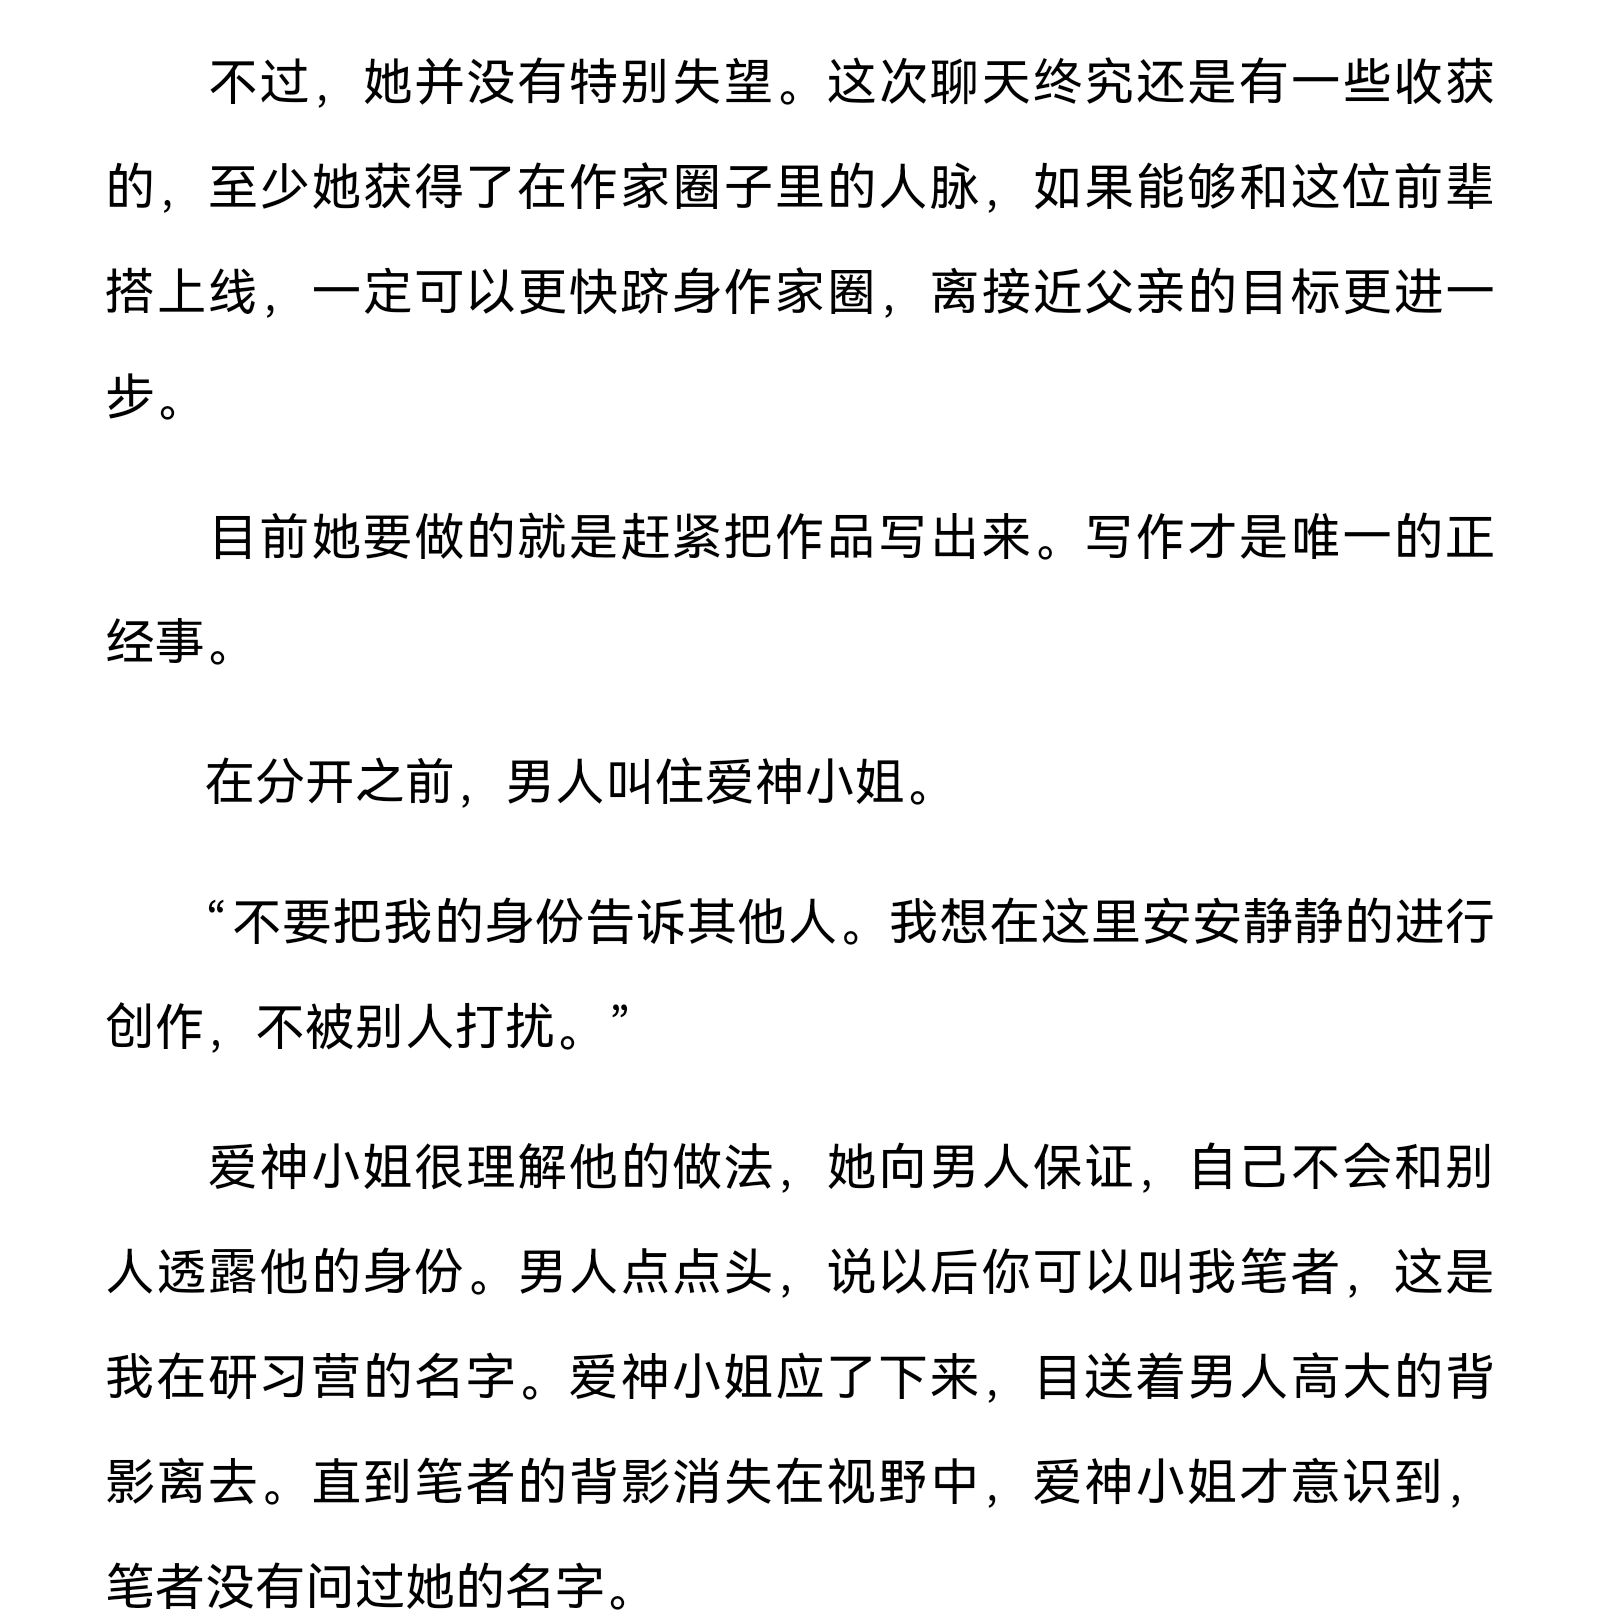 不过，她并没有特别失望。这次聊天终究还是有一些收获
的，至少她获得了在作家圈子里的人脉，如果能够和这位前辈
搭上线，一定可以更快跻身作家圈，离接近父亲的目标更进一
步。
目前她要做的就是赶紧把作品写出来。写作才是唯一的正
经事。
在分开之前，男人叫住爱神小姐。
“不要把我的身份告诉其他人。我想在这里安安静静的进行
创作，不被别人打扰。”
爱神小姐很理解他的做法，她向男人保证，自己不会和别
人透露他的身份。男人点点头，说以后你可以叫我笔者，这是
我在研习营的名字。爱神小姐应了下来，目送着男人高大的背
影离去。直到笔者的背影消失在视野中，爱神小姐才意识到，
笔者没有问过她的名字。